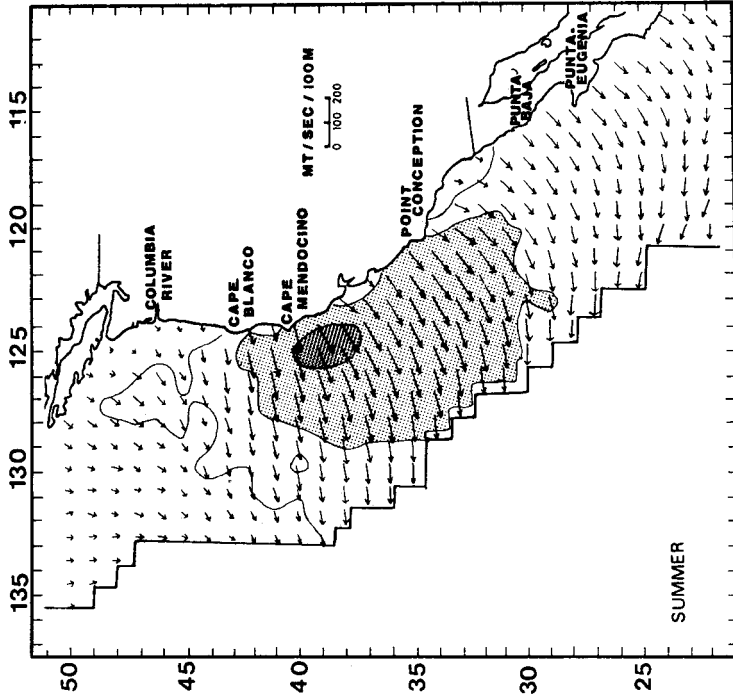 115
120
125
130
135
50
45
40
35
30
25
COLUMBIA
RIVER
CAPE
BLANCO
CAPE
MENDOCINO
POINT
CONCEPTION
PUNTA
BAJA
PUNTA
EUGENIA
MT/SEC/100M
0 100 200
SUMMER